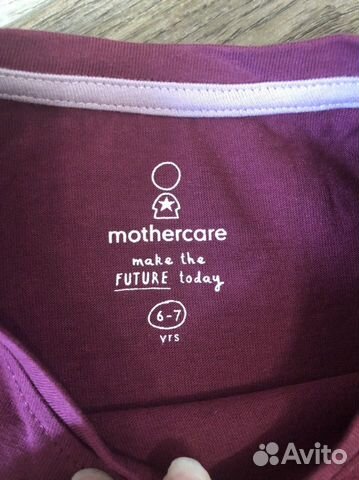 mothercare
make the
FUTURE today
6-7
yrs
Avito